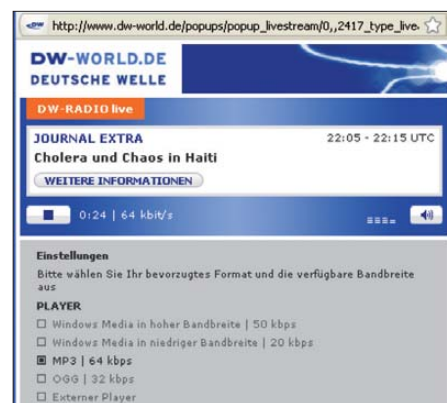 http://www.dw-world.de/popups/popup_livestream/0,,2417_type_live
DW-WORLD.DE
DEUTSCHE WELLE
DW-RADIO live
JOURNAL EXTRA 22:05 - 22:15 UTC
Cholera und Chaos in Haiti
WEITERE INFORMATIONEN
0:24 | 64 kbit/s
Einstellungen
Bitte wählen Sie Ihr bevorzugtes Format und die verfügbare Bandbreite
aus
PLAYER
Windows Media in hoher Bandbreite | 50 kbps
Windows Media in niedriger Bandbreite | 20 kbps
MP3 | 64 kbps
OGG | 32 kbps
Externer Player